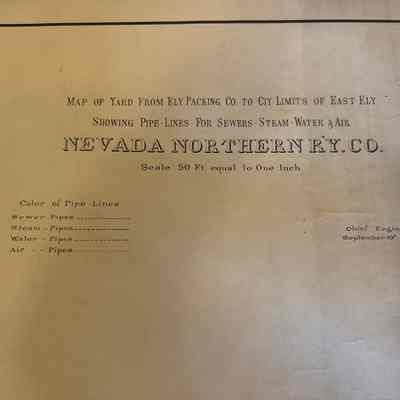 Map of Yard From Ely Packing Co. to City Limits of East Ely
Showing Pipe-Lines For Sewers-Steam-Water & Air.
NEVADA NORTHERN R'Y. CO.
Scale 50 Ft. equal to One Inch
Color of Pipe Lines
Sewer Pipes
Steam - Pipes
Water - Pipes
Air - - Pipes
Chief Engin
September